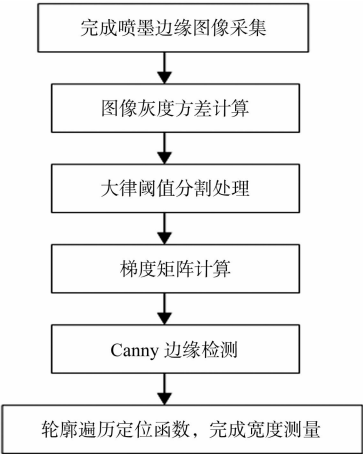 完成喷墨边缘图像采集
图像灰度方差计算
大律阈值分割处理
梯度矩阵计算
Canny 边缘检测
轮廓遍历定位函数，完成宽度测量